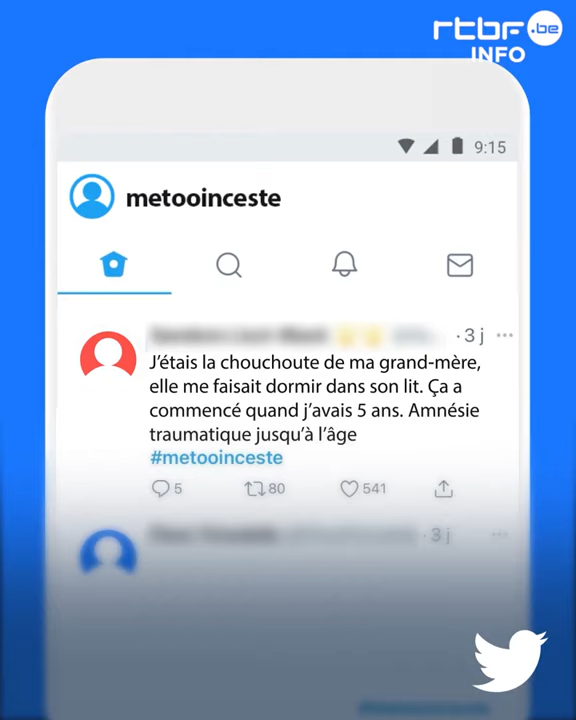 rtbf.be
INFO
9:15
metooinceste
· 3 j
J'étais la chouchoute de ma grand-mère,
elle me faisait dormir dans son lit. Ça a
commencé quand j'avais 5 ans. Amnésie
traumatique jusqu'à l'âge
#metooinceste
5 80 541
· 3 j